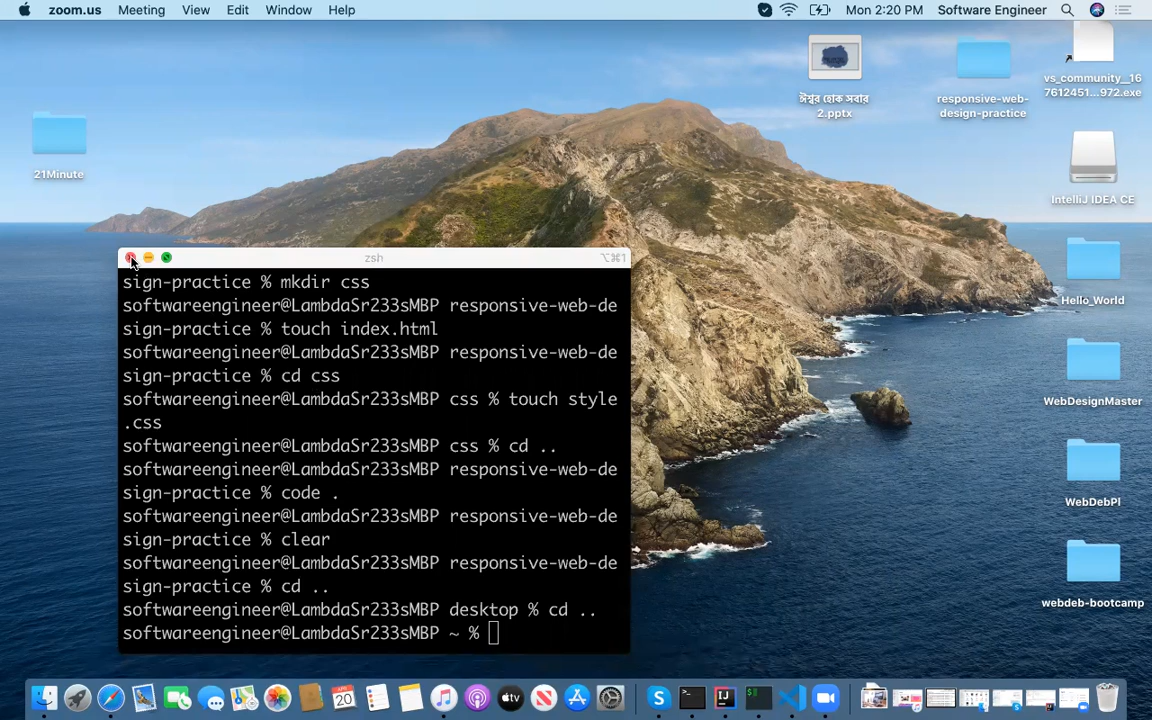 zoom.us Meeting View Edit Window Help Mon 2:20 PM Software Engineer
21Minute
ঈশ্বর হোক সবার
2.pptx
responsive-web-
design-practice
vs_community__16
7612451...972.exe
IntelliJ IDEA CE
Hello_World
WebDesignMaster
WebDebPI
webdeb-bootcamp
zsh ⌥⌘1
sign-practice % mkdir css
softwareengineer@LambdaSr233sMBP responsive-web-de
sign-practice % touch index.html
softwareengineer@LambdaSr233sMBP responsive-web-de
sign-practice % cd css
softwareengineer@LambdaSr233sMBP css % touch style
.css
softwareengineer@LambdaSr233sMBP css % cd ..
softwareengineer@LambdaSr233sMBP responsive-web-de
sign-practice % code .
softwareengineer@LambdaSr233sMBP responsive-web-de
sign-practice % clear
softwareengineer@LambdaSr233sMBP responsive-web-de
sign-practice % cd ..
softwareengineer@LambdaSr233sMBP desktop % cd ..
softwareengineer@LambdaSr233sMBP ~ %
20
tv